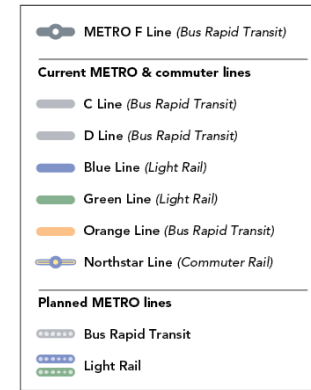 METRO F Line (Bus Rapid Transit)
Current METRO & commuter lines
C Line (Bus Rapid Transit)
D Line (Bus Rapid Transit)
Blue Line (Light Rail)
Green Line (Light Rail)
Orange Line (Bus Rapid Transit)
Northstar Line (Commuter Rail)
Planned METRO lines
Bus Rapid Transit
Light Rail